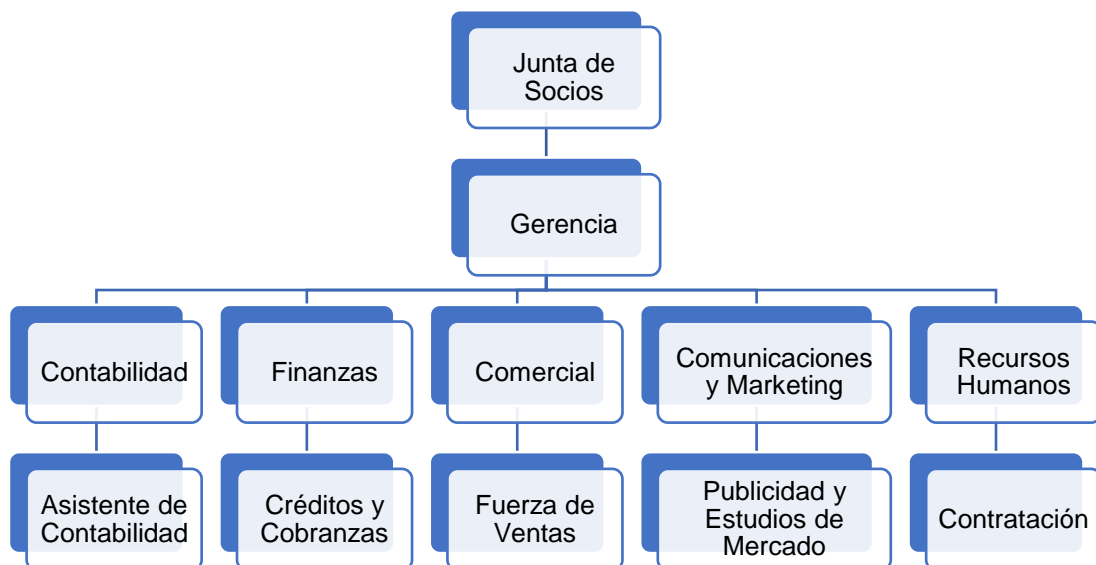 Junta de
Socios
Gerencia
Contabilidad
Finanzas
Comercial
Comunicaciones
y Marketing
Recursos
Humanos
Asistente de
Contabilidad
Créditos y
Cobranzas
Fuerza de
Ventas
Publicidad y
Estudios de
Mercado
Contratación